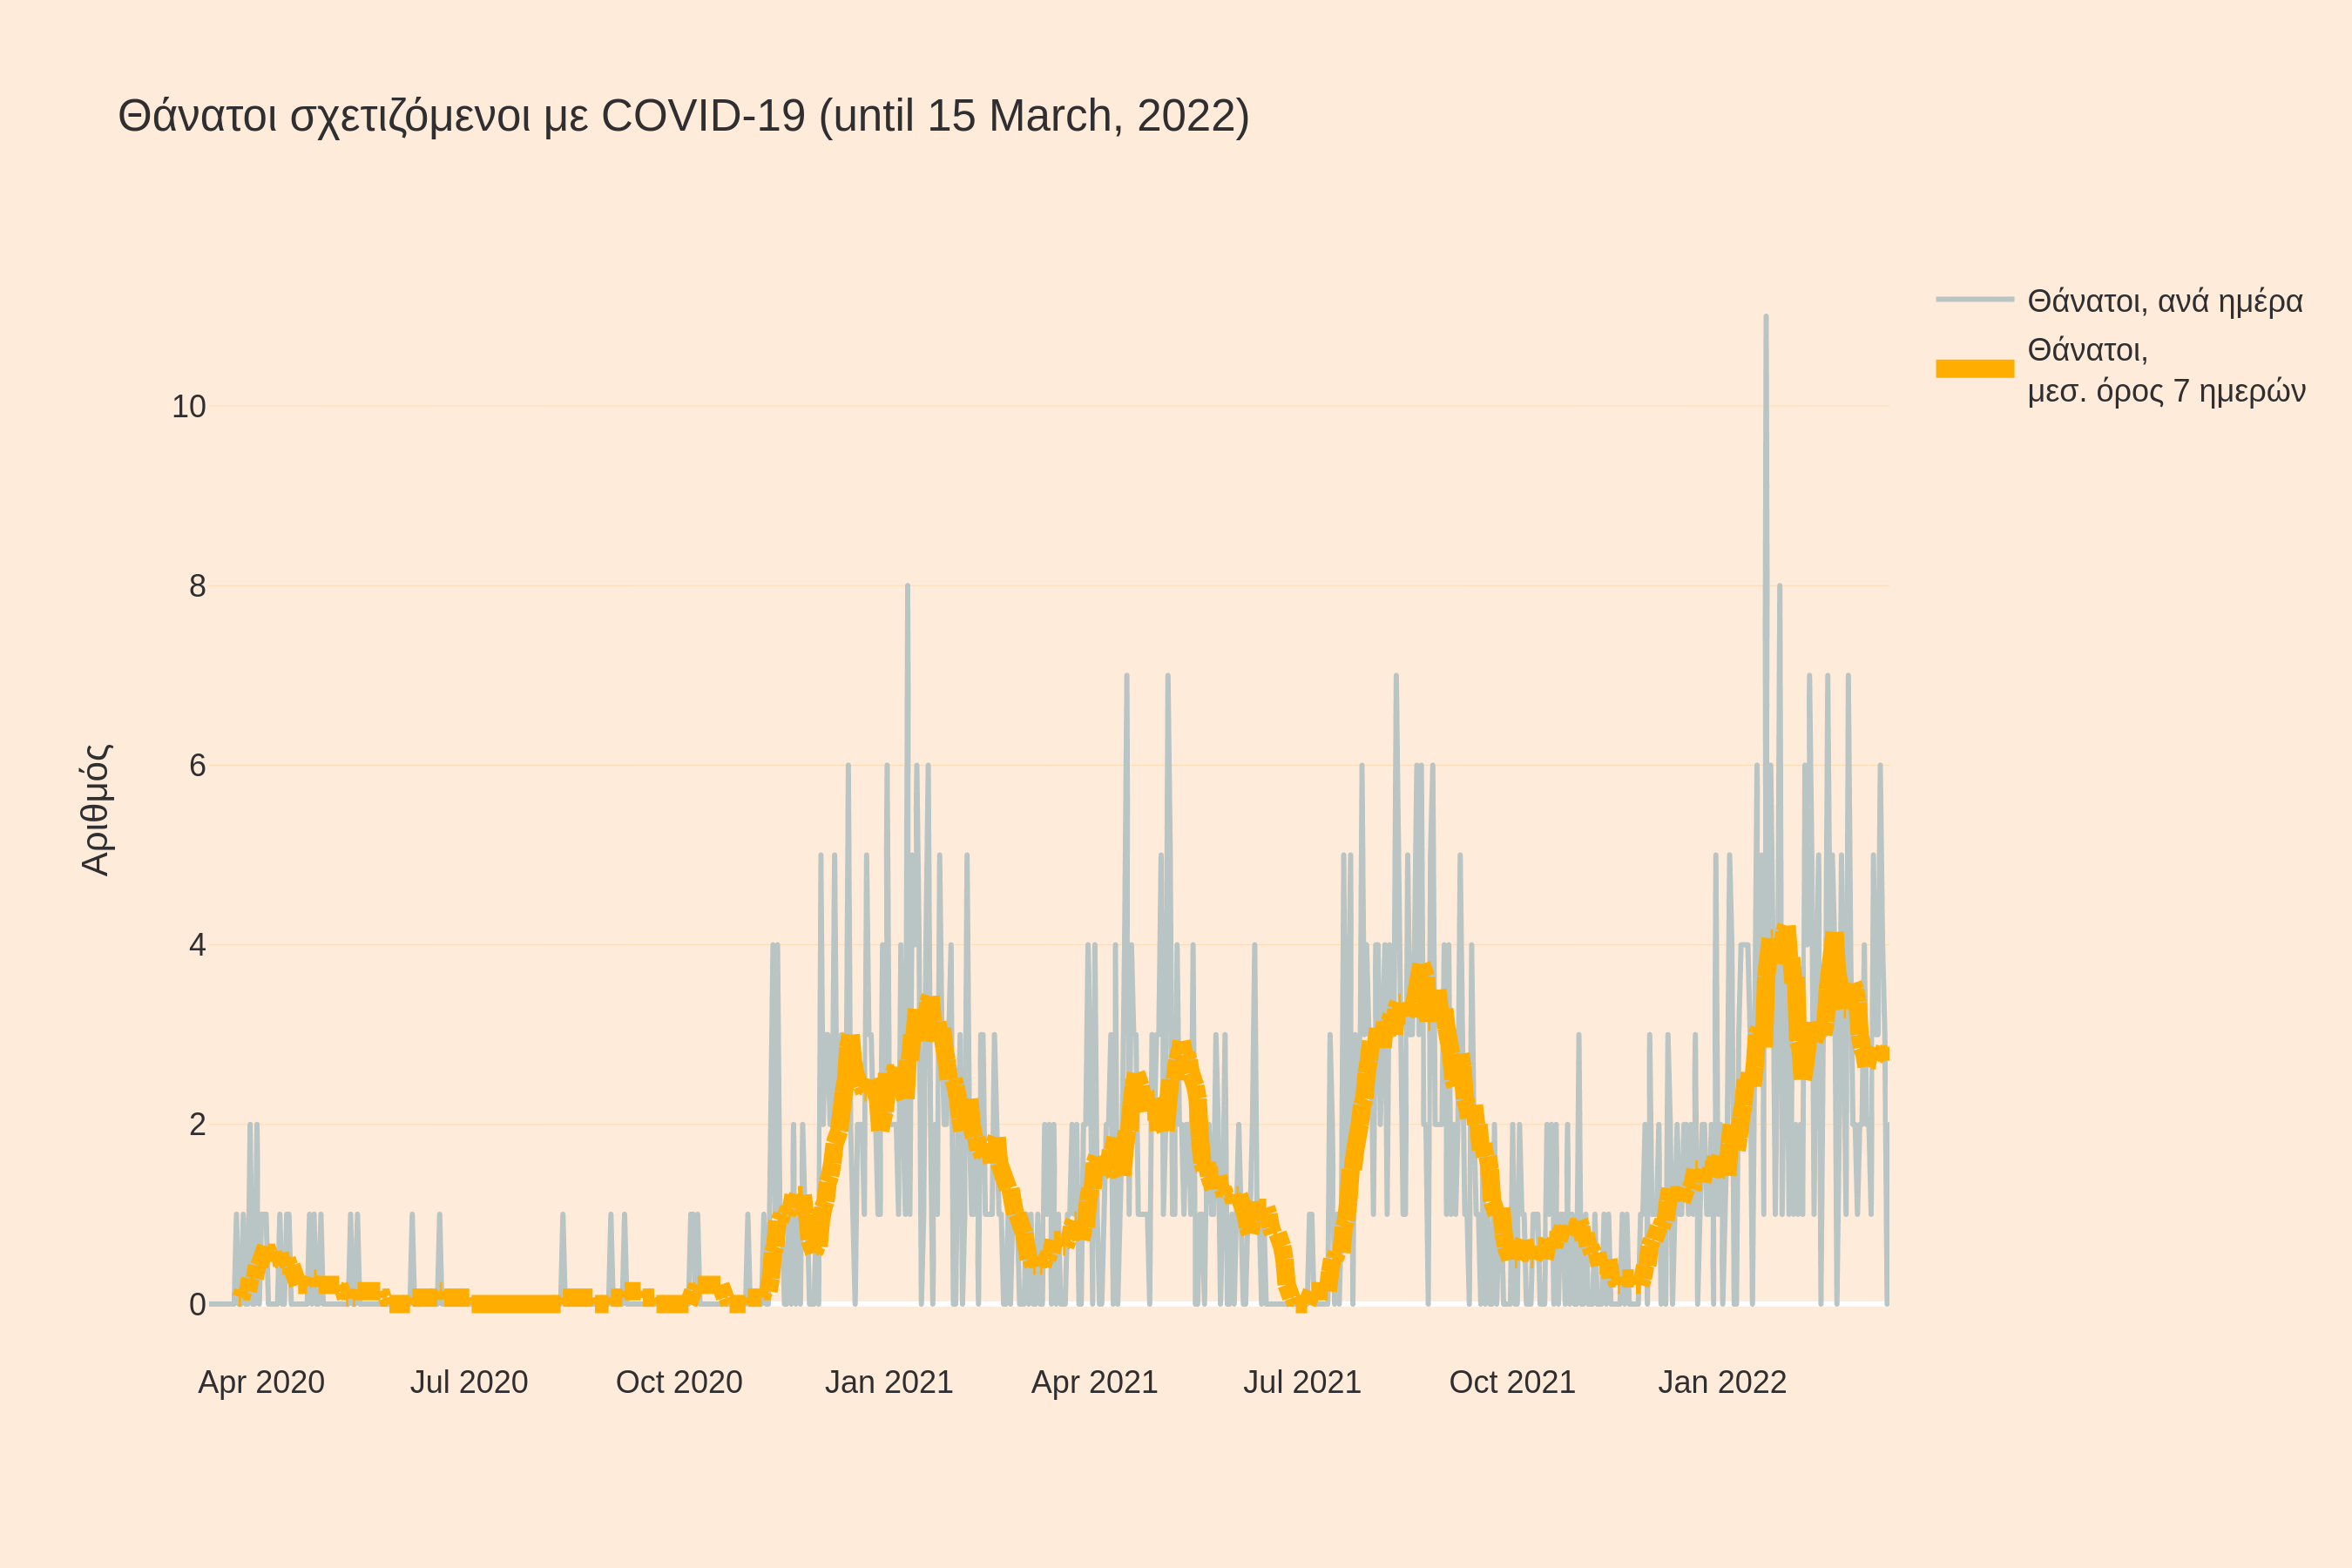 Θάνατοι σχετιζόμενοι με COVID-19 (until 15 March, 2022)
Θάνατοι, ανά ημέρα
Θάνατοι,
μεσ. όρος 7 ημερών
Αριθμός
10
8
6
4
2
0
Apr 2020
Jul 2020
Oct 2020
Jan 2021
Apr 2021
Jul 2021
Oct 2021
Jan 2022